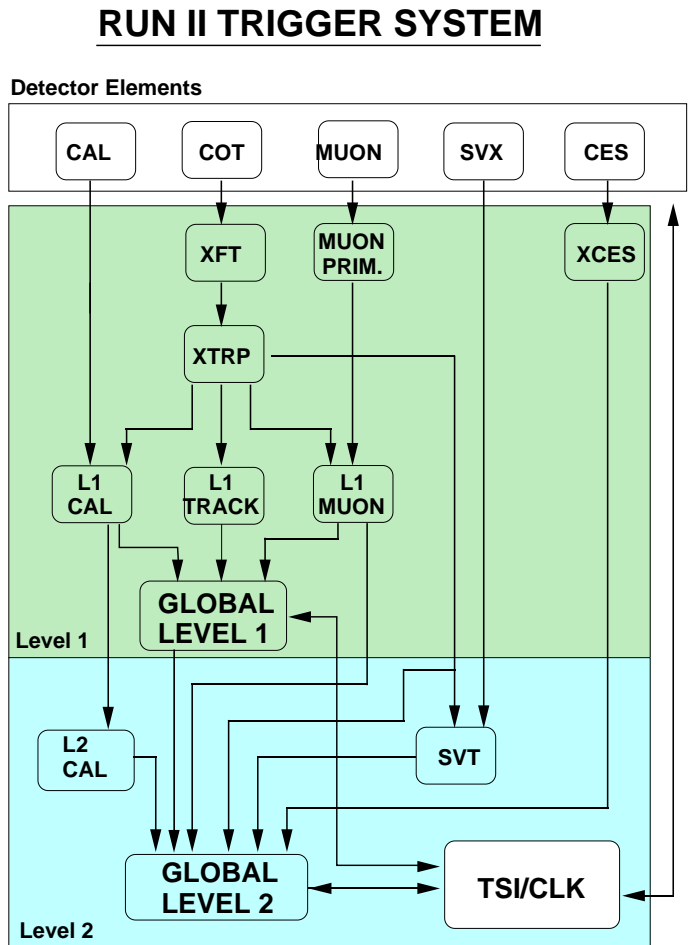 RUN II TRIGGER SYSTEM
Detector Elements
CAL
COT
MUON
SVX
CES
XFT
MUON
PRIM.
XCES
XTRP
L1
CAL
L1
TRACK
L1
MUON
GLOBAL
LEVEL 1
Level 1
L2
CAL
SVT
GLOBAL
LEVEL 2
TSI/CLK
Level 2